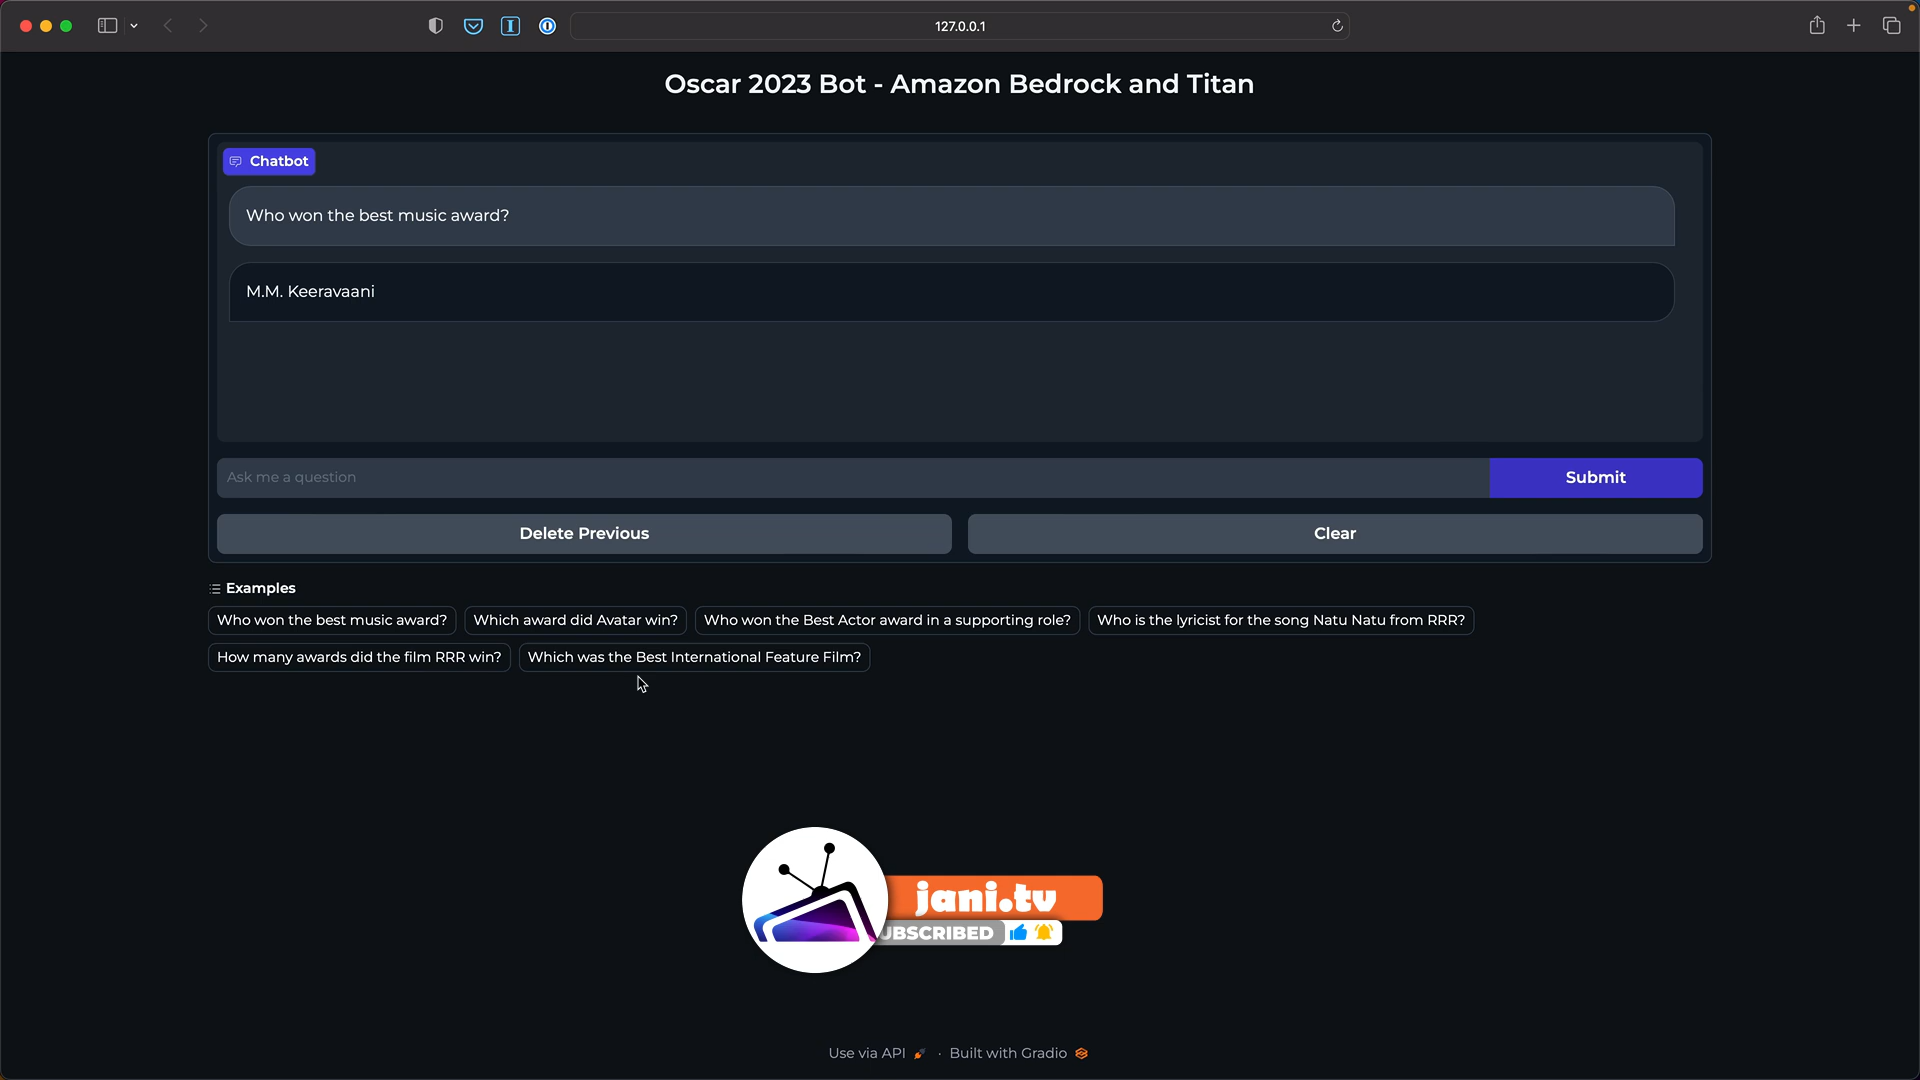 127.0.0.1
Oscar 2023 Bot - Amazon Bedrock and Titan
Chatbot
Who won the best music award?
M.M. Keeravaani
Ask me a question
Submit
Delete Previous
Clear
Examples
Who won the best music award?
Which award did Avatar win?
Who won the Best Actor award in a supporting role?
Who is the lyricist for the song Natu Natu from RRR?
How many awards did the film RRR win?
Which was the Best International Feature Film?
jani.tv
UBSCRIBED
Use via API · Built with Gradio